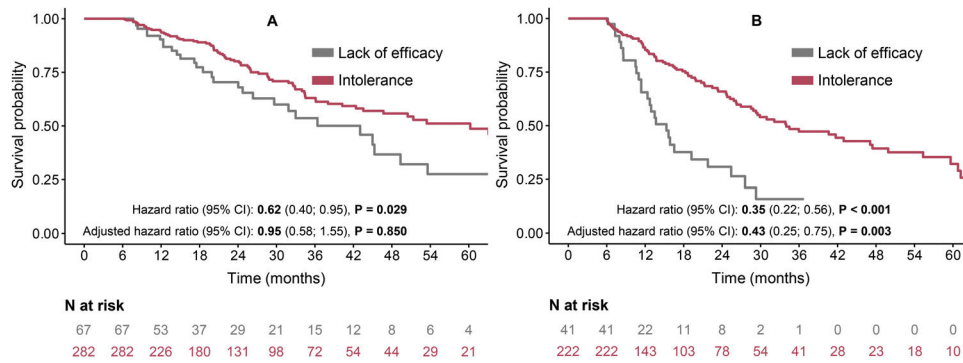 A
1.00
0.75
0.50
0.25
0.00
Survival probability
Lack of efficacy
Intolerance
Hazard ratio (95% CI): 0.62 (0.40; 0.95), P = 0.029
Adjusted hazard ratio (95% CI): 0.95 (0.58; 1.55), P = 0.850
0 6 12 18 24 30 36 42 48 54 60
Time (months)
N at risk
67 67 53 37 29 21 15 12 8 6 4
282 282 226 180 131 98 72 54 44 29 21
B
1.00
0.75
0.50
0.25
0.00
Survival probability
Lack of efficacy
Intolerance
Hazard ratio (95% CI): 0.35 (0.22; 0.56), P < 0.001
Adjusted hazard ratio (95% CI): 0.43 (0.25; 0.75), P = 0.003
0 6 12 18 24 30 36 42 48 54 60
Time (months)
N at risk
41 41 22 11 8 2 1 0 0 0 0
222 222 143 103 78 54 41 28 23 18 10